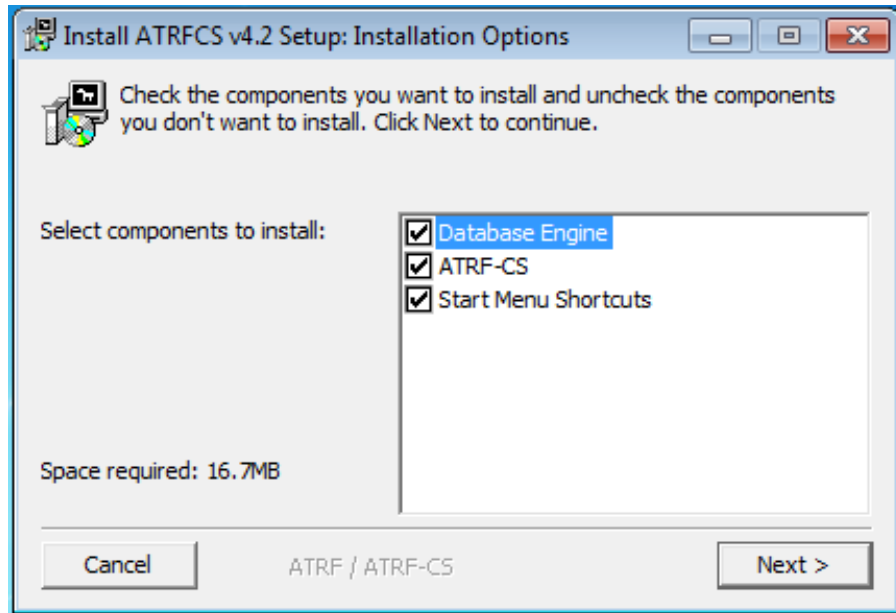 Install ATRFCS v4.2 Setup: Installation Options
Check the components you want to install and uncheck the components
you don't want to install. Click Next to continue.
Select components to install:
Database Engine
ATRF-CS
Start Menu Shortcuts
Space required: 16.7MB
Cancel
ATRF / ATRF-CS
Next >